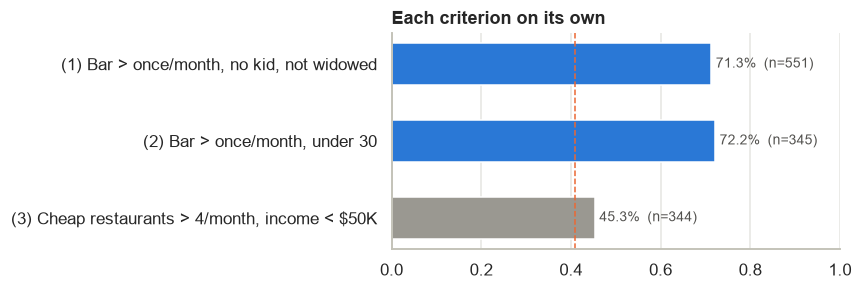 Each criterion on its own
(1) Bar > once/month, no kid, not widowed
71.3% (n=551)
(2) Bar > once/month, under 30
72.2% (n=345)
(3) Cheap restaurants > 4/month, income < $50K
45.3% (n=344)
0.0 0.2 0.4 0.6 0.8 1.0